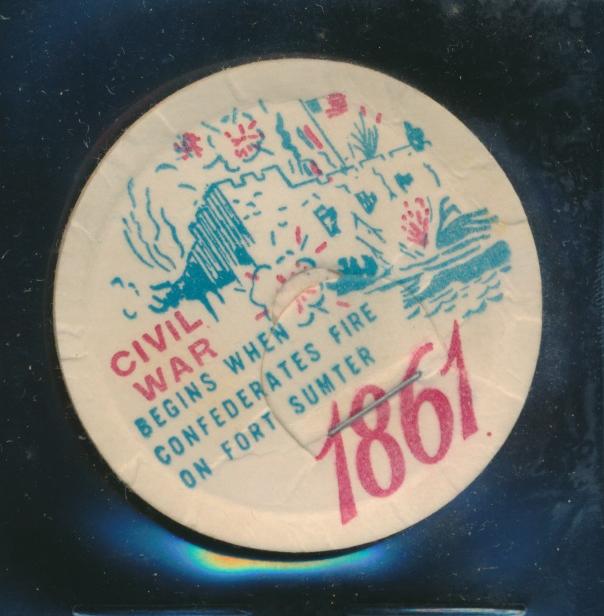 CIVIL
WAR
BEGINS WHEN
CONFEDERATES FIRE
ON FORT SUMTER
1861.